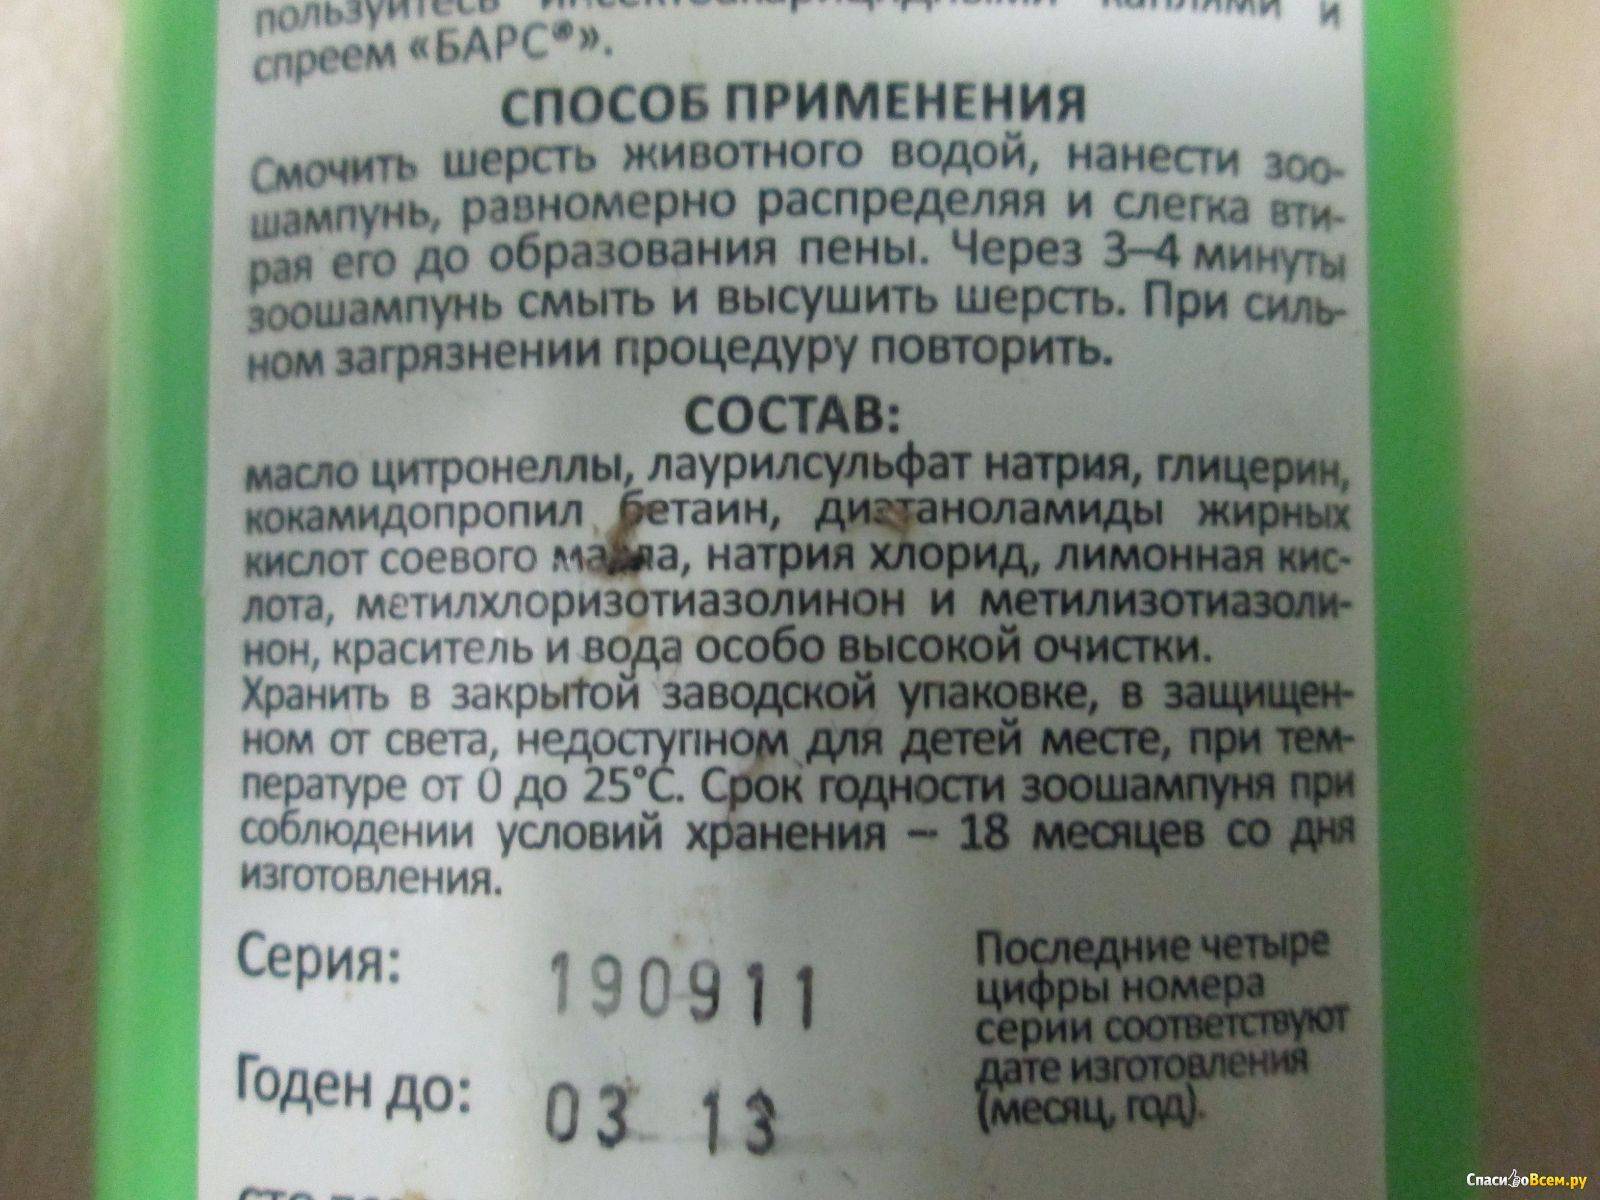 пользуйтесь инсектоакарицидными каплями и
спреем «БАРС®».
СПОСОБ ПРИМЕНЕНИЯ
Смочить шерсть животного водой, нанести зоо-
шампунь, равномерно распределяя и слегка вти-
рая его до образования пены. Через 3–4 минуты
зоошампунь смыть и высушить шерсть. При силь-
ном загрязнении процедуру повторить.
СОСТАВ:
масло цитронеллы, лаурилсульфат натрия, глицерин,
кокамидопропил бетаин, диэтаноламиды жирных
кислот соевого масла, натрия хлорид, лимонная кис-
лота, метилхлоризотиазолинон и метилизотиазоли-
нон, краситель и вода особо высокой очистки.
Хранить в закрытой заводской упаковке, в защищен-
ном от света, недоступном для детей месте, при тем-
пературе от 0 до 25°С. Срок годности зоошампуня при
соблюдении условий хранения – 18 месяцев со дня
изготовления.
Серия: 190911
Годен до: 03 13
Последние четыре
цифры номера
серии соответствуют
дате изготовления
(месяц, год).
СпасибоВсем.ру